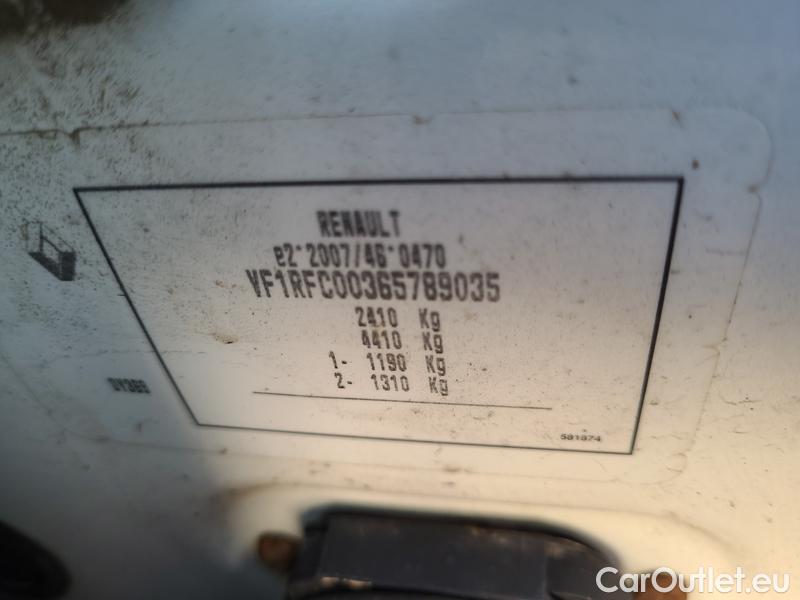 RENAULT
e2*2007/46*0470
VF1RFC00365789035
2410 Kg
4410 Kg
1- 1190 Kg
2- 1310 Kg
DY369
581874
CarOutlet.eu